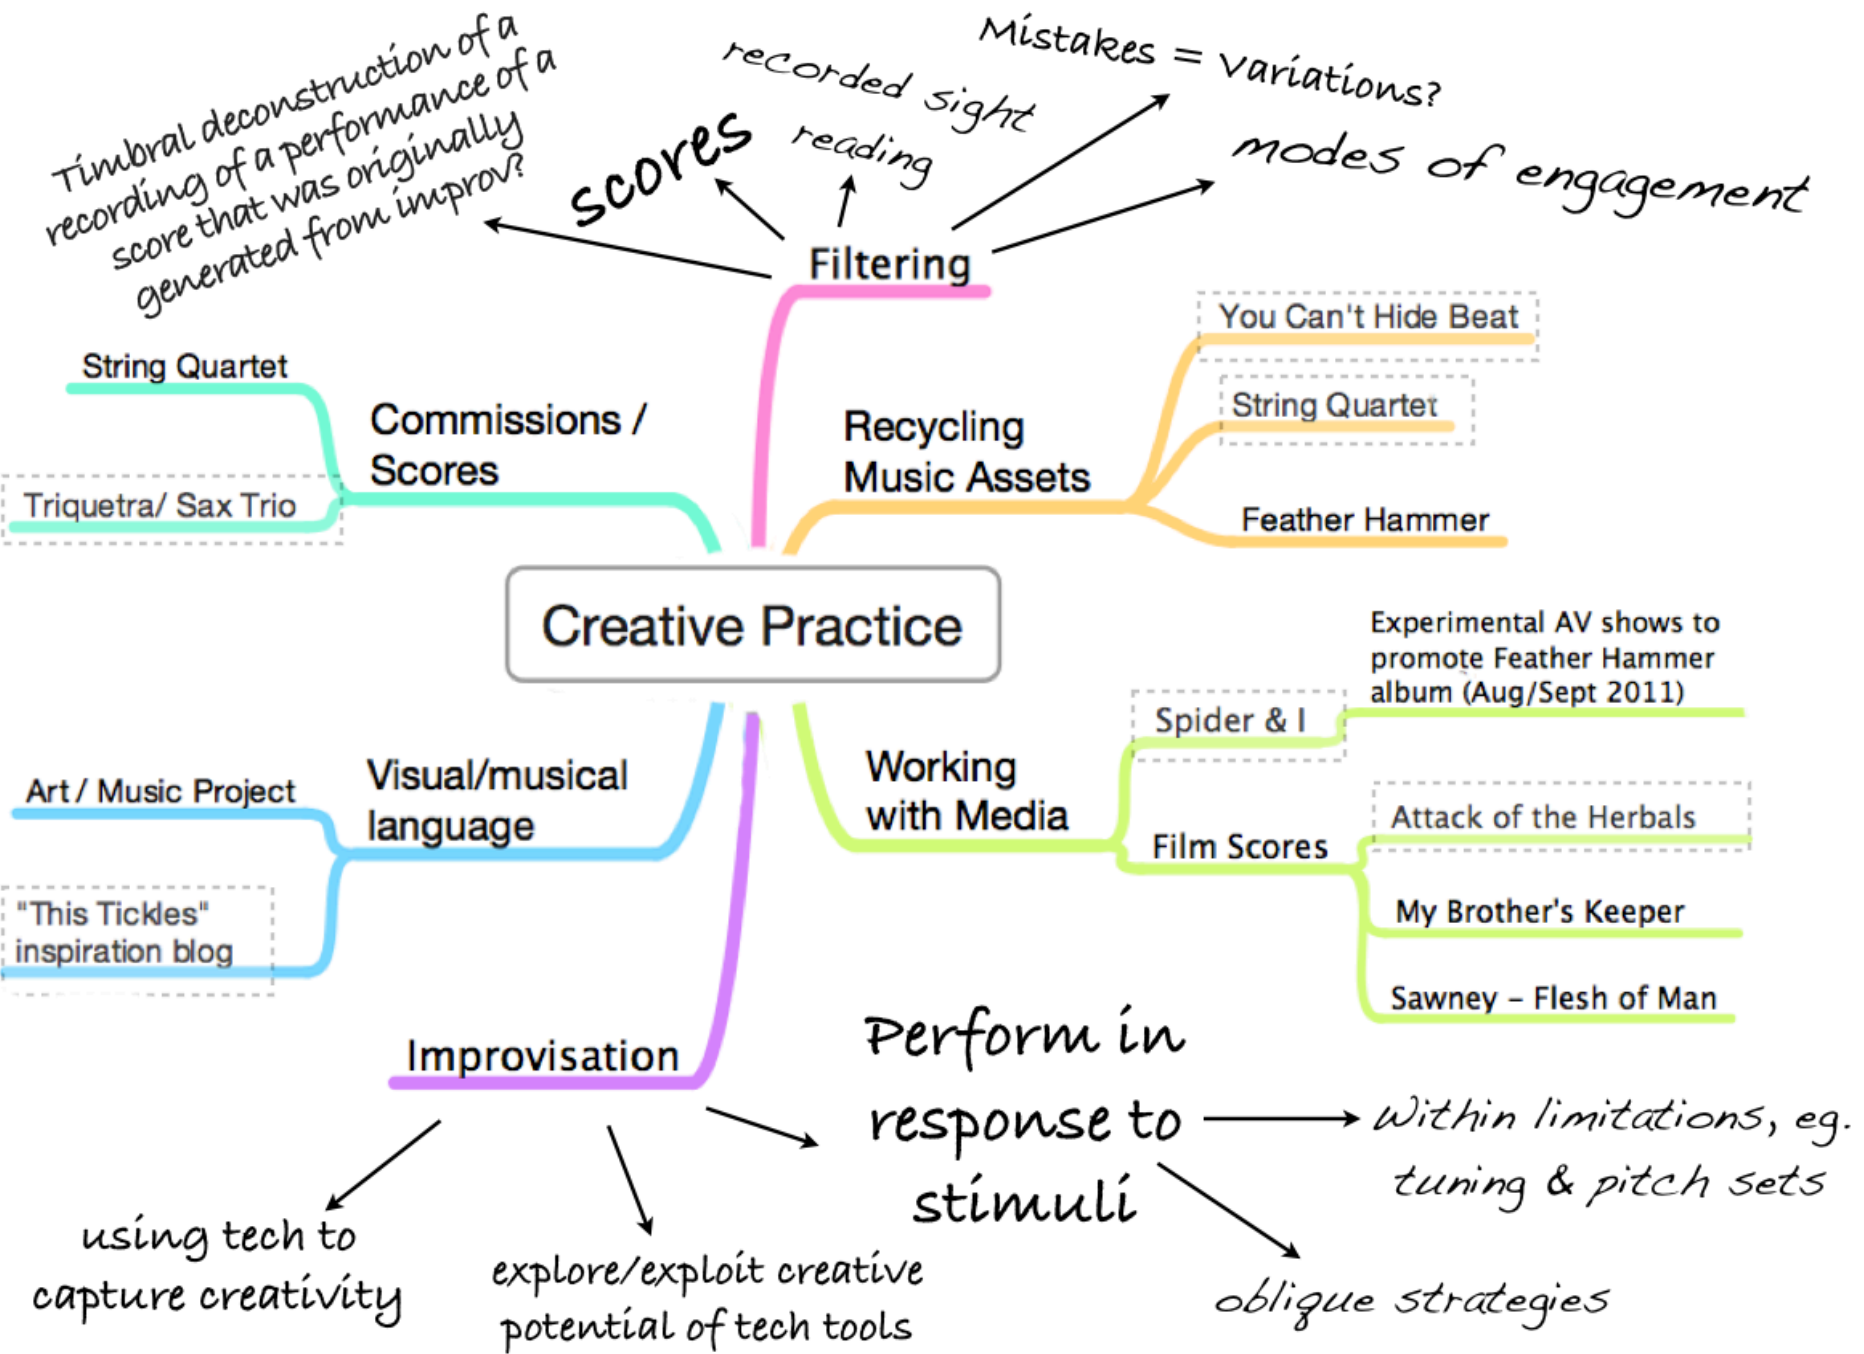 Timbral deconstruction of a
recording of a performance of a
score that was originally
generated from improv?
scores
recorded sight
reading
Mistakes = variations?
modes of engagement
Filtering
String Quartet
Triquetra/ Sax Trio
Commissions /
Scores
Recycling
Music Assets
You Can't Hide Beat
String Quartet
Feather Hammer
Creative Practice
Art / Music Project
"This Tickles"
inspiration blog
Visual/musical
language
Working
with Media
Spider & I
Experimental AV shows to
promote Feather Hammer
album (Aug/Sept 2011)
Film Scores
Attack of the Herbals
My Brother's Keeper
Sawney – Flesh of Man
Improvisation
using tech to
capture creativity
explore/exploit creative
potential of tech tools
Perform in
response to
stimuli
Within limitations, eg.
tuning & pitch sets
oblique strategies